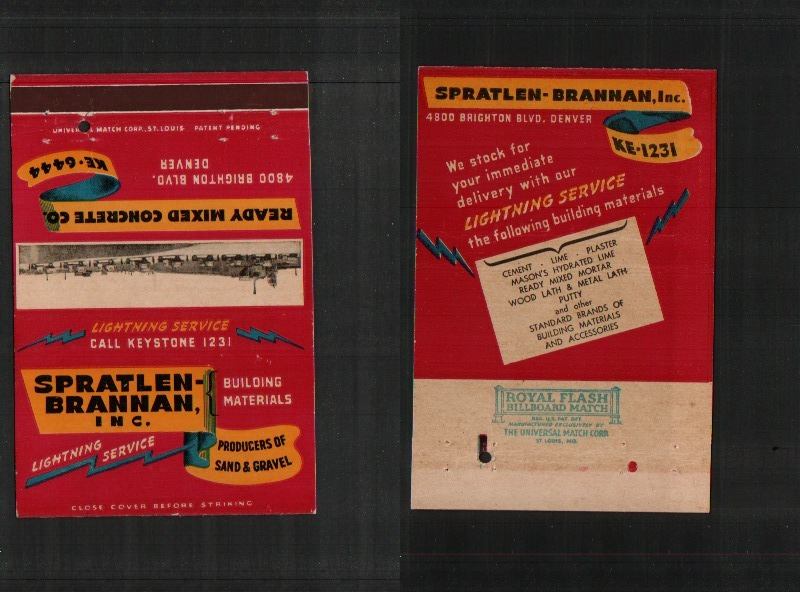 UNIVERSAL MATCH CORP., ST. LOUIS PATENT PENDING
READY MIXED CONCRETE CO.
4800 BRIGHTON BLVD.
DENVER
KE·6444
LIGHTNING SERVICE
CALL KEYSTONE 1231
SPRATLEN-
BRANNAN,
INC.
BUILDING
MATERIALS
LIGHTNING SERVICE
PRODUCERS OF
SAND & GRAVEL
CLOSE COVER BEFORE STRIKING
SPRATLEN-BRANNAN, Inc.
4800 BRIGHTON BLVD. DENVER
KE-1231
We stock for
your immediate
delivery with our
LIGHTNING SERVICE
the following building materials
CEMENT · LIME · PLASTER
MASON'S HYDRATED LIME
READY MIXED MORTAR
WOOD LATH & METAL LATH
PUTTY
and other
STANDARD BRANDS OF
BUILDING MATERIALS
AND ACCESSORIES
ROYAL FLASH
BILLBOARD MATCH
REG. U.S. PAT. OFF.
MANUFACTURED EXCLUSIVELY BY
THE UNIVERSAL MATCH CORP.
ST LOUIS, MO.